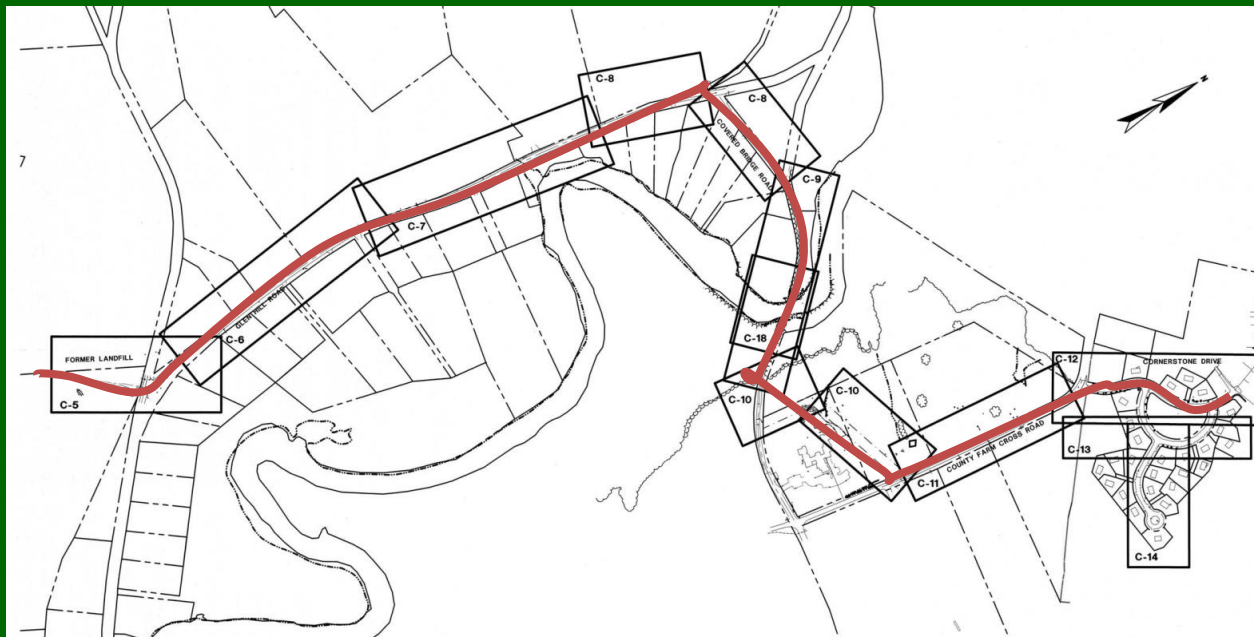 C-8
C-8
N
COVERED BRIDGE ROAD
7
C-9
C-7
GLENHILL ROAD
C-6
C-18
FORMER LANDFILL
C-12
CORNERSTONE DRIVE
C-10
C-10
C-5
COUNTY FARM CROSS ROAD
C-13
C-11
C-14